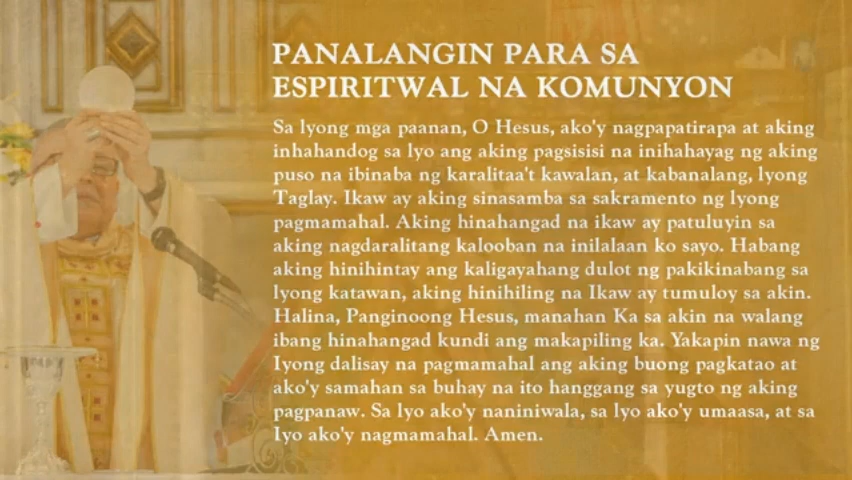 PANALANGIN PARA SA
ESPIRITWAL NA KOMUNYON
Sa Iyong mga paanan, O Hesus, ako'y nagpapatirapa at aking
inhahandog sa Iyo ang aking pagsisisi na inihahayag ng aking
puso na ibinaba ng karalitaa't kawalan, at kabanalang, Iyong
Taglay. Ikaw ay aking sinasamba sa sakramento ng Iyong
pagmamahal. Aking hinahangad na ikaw ay patuluyin sa
aking nagdaralitang kalooban na inilalaan ko sayo. Habang
aking hinihintay ang kaligayahang dulot ng pakikinabang sa
Iyong katawan, aking hinihiling na Ikaw ay tumuloy sa akin.
Halina, Panginoong Hesus, manahan Ka sa akin na walang
ibang hinahangad kundi ang makapiling ka. Yakapin nawa ng
Iyong dalisay na pagmamahal ang aking buong pagkatao at
ako'y samahan sa buhay na ito hanggang sa yugto ng aking
pagpanaw. Sa Iyo ako'y naniniwala, sa Iyo ako'y umaasa, at sa
Iyo ako'y nagmamahal. Amen.